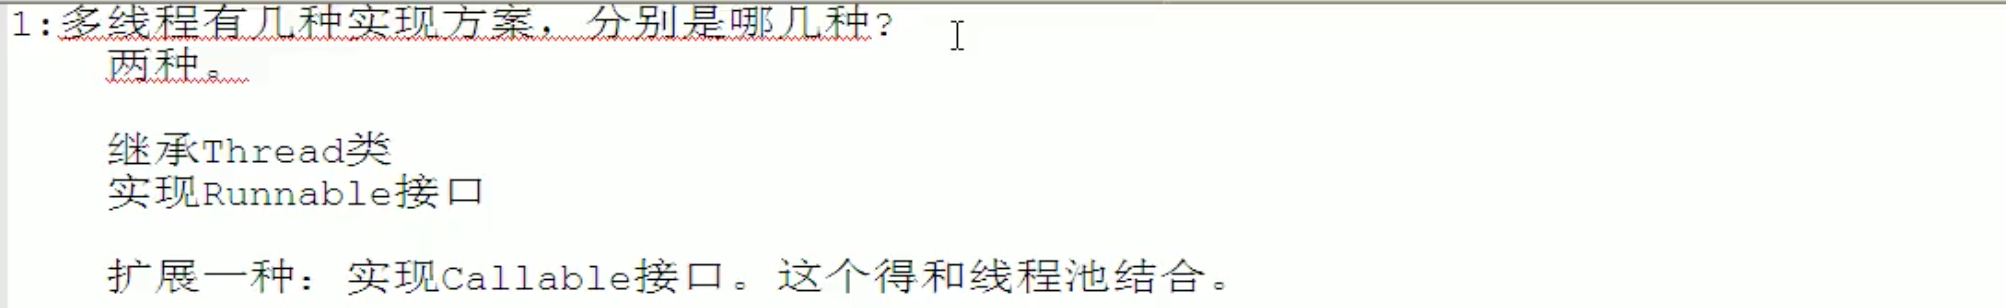 1:多线程有几种实现方案，分别是哪几种?
两种。
继承Thread类
实现Runnable接口
扩展一种：实现Callable接口。这个得和线程池结合。